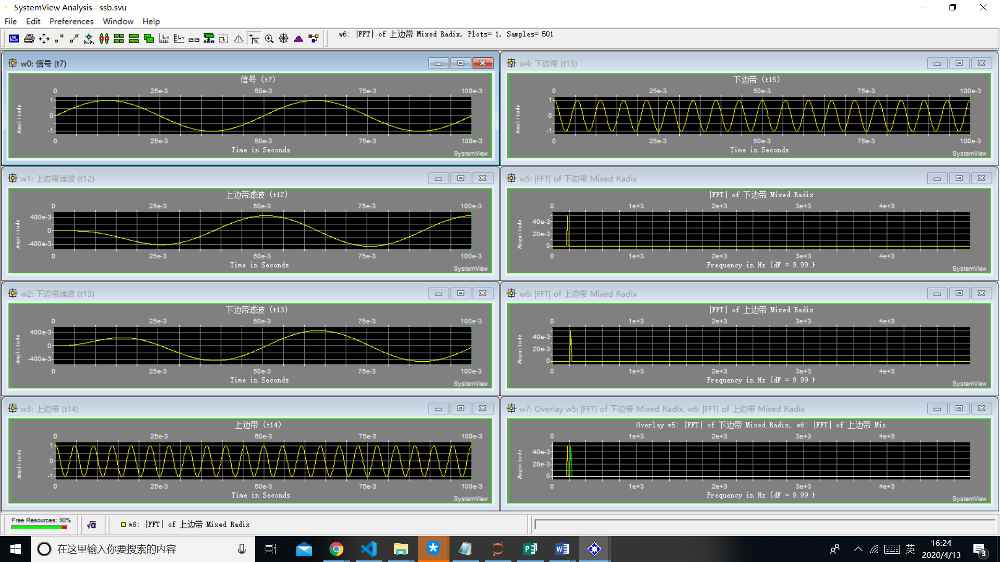 SystemView Analysis - ssb.svu
File Edit Preferences Window Help
w6: |FFT| of 上边带 Mixed Radix, Plots= 1, Samples= 501
w0: 信号 (t7)
信号 (t7)
0 25e-3 50e-3 75e-3 100e-3
Amplitude
1
0
-1
0 25e-3 50e-3 75e-3 100e-3
Time in Seconds
SystemView
w1: 上边带滤波 (t12)
上边带滤波 (t12)
0 25e-3 50e-3 75e-3 100e-3
Amplitude
400e-3
0
-400e-3
0 25e-3 50e-3 75e-3 100e-3
Time in Seconds
SystemView
w2: 下边带滤波 (t13)
下边带滤波 (t13)
0 25e-3 50e-3 75e-3 100e-3
Amplitude
400e-3
0
-400e-3
0 25e-3 50e-3 75e-3 100e-3
Time in Seconds
SystemView
w3: 上边带 (t14)
上边带 (t14)
0 25e-3 50e-3 75e-3 100e-3
Amplitude
1
0
-1
0 25e-3 50e-3 75e-3 100e-3
Time in Seconds
SystemView
w4: 下边带 (t15)
下边带 (t15)
0 25e-3 50e-3 75e-3 100e-3
Amplitude
1
0
-1
0 25e-3 50e-3 75e-3 100e-3
Time in Seconds
SystemView
w5: |FFT| of 下边带 Mixed Radix
|FFT| of 下边带 Mixed Radix
0 1e+3 2e+3 3e+3 4e+3
Magnitude
40e-3
20e-3
0
0 1e+3 2e+3 3e+3 4e+3
Frequency in Hz (dF = 9.99 
SystemView
w6: |FFT| of 上边带 Mixed Radix
|FFT| of 上边带 Mixed Radix
0 1e+3 2e+3 3e+3 4e+3
Magnitude
40e-3
20e-3
0
0 1e+3 2e+3 3e+3 4e+3
Frequency in Hz (dF = 9.99 
SystemView
w7: Overlay w5: |FFT| of 下边带 Mixed Radix, w6: |FFT| of 上边带 Mixed Radix
Overlay w5: |FFT| of 下边带 Mixed Radix, w6: |FFT| of 上边带 Mix
0 1e+3 2e+3 3e+3 4e+3
Magnitude
40e-3
20e-3
0
0 1e+3 2e+3 3e+3 4e+3
Frequency in Hz (dF = 9.99 
SystemView
Free Resources: 90%
√α
w6: |FFT| of 上边带 Mixed Radix
在这里输入你要搜索的内容
英
16:24
2020/4/13
3